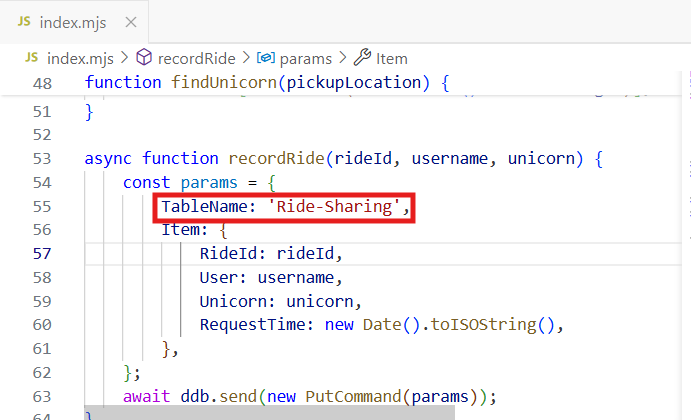 JS index.mjs ×
JS index.mjs > recordRide > params > Item
48 function findUnicorn(pickupLocation) {
51 }
52
53 async function recordRide(rideId, username, unicorn) {
54 const params = {
55 TableName: 'Ride-Sharing',
56 Item: {
57 RideId: rideId,
58 User: username,
59 Unicorn: unicorn,
60 RequestTime: new Date().toISOString(),
61 },
62 };
63 await ddb.send(new PutCommand(params));
64 }